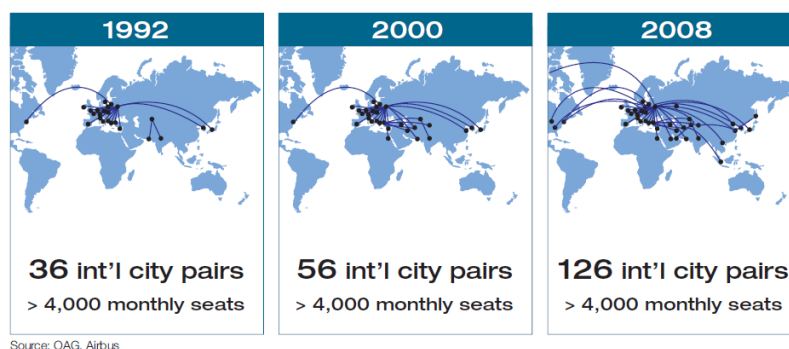 1992
36 int'l city pairs
> 4,000 monthly seats
2000
56 int'l city pairs
> 4,000 monthly seats
2008
126 int'l city pairs
> 4,000 monthly seats
Source: OAG, Airbus